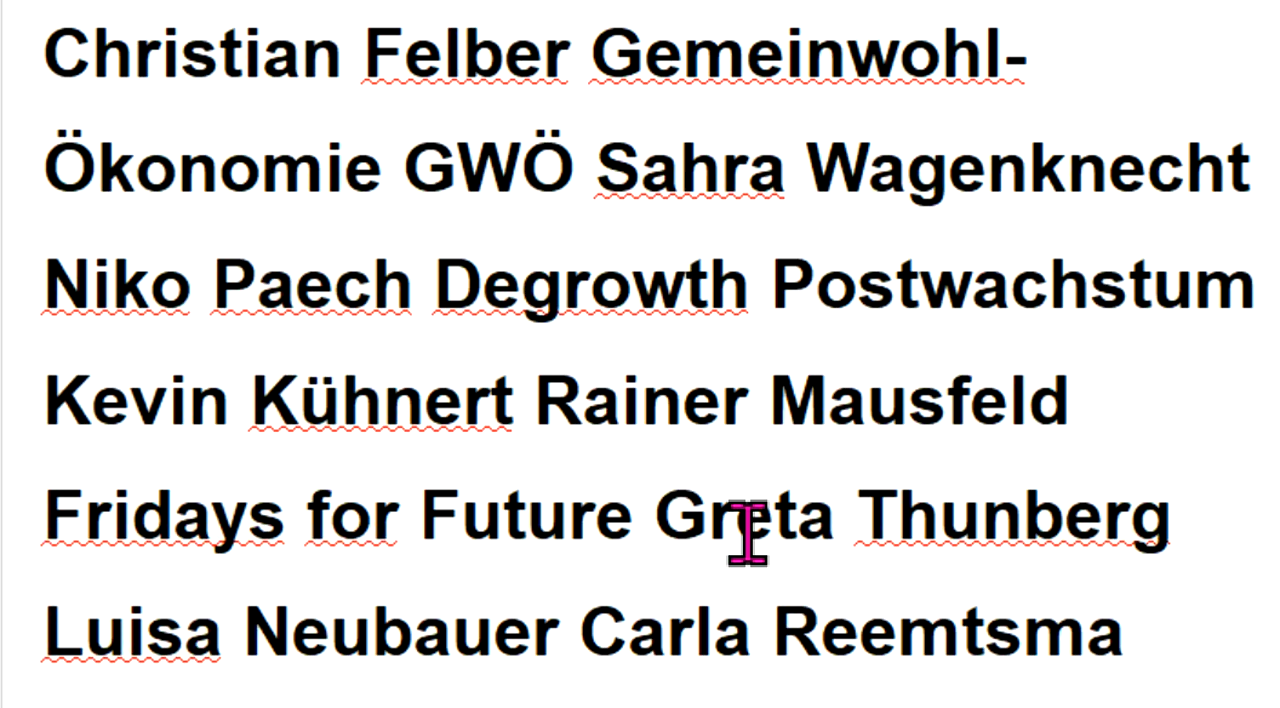 Christian Felber Gemeinwohl-
Ökonomie GWÖ Sahra Wagenknecht
Niko Paech Degrowth Postwachstum
Kevin Kühnert Rainer Mausfeld
Fridays for Future Greta Thunberg
Luisa Neubauer Carla Reemtsma